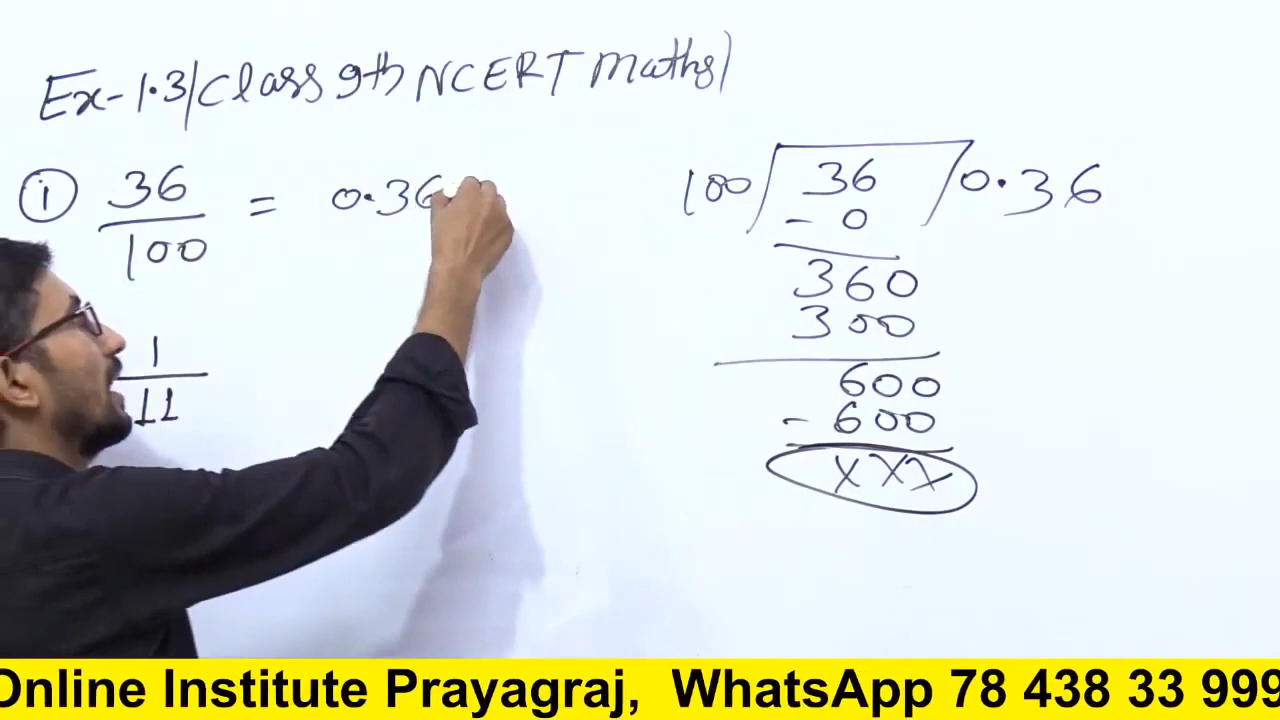 Ex-1.3/Class 9th NCERT Maths)
① 36/100 = 0.36
1/11
100 36 0.36
- 0
360
300
600
- 600
XXX
Online Institute Prayagraj, WhatsApp 78 438 33 999